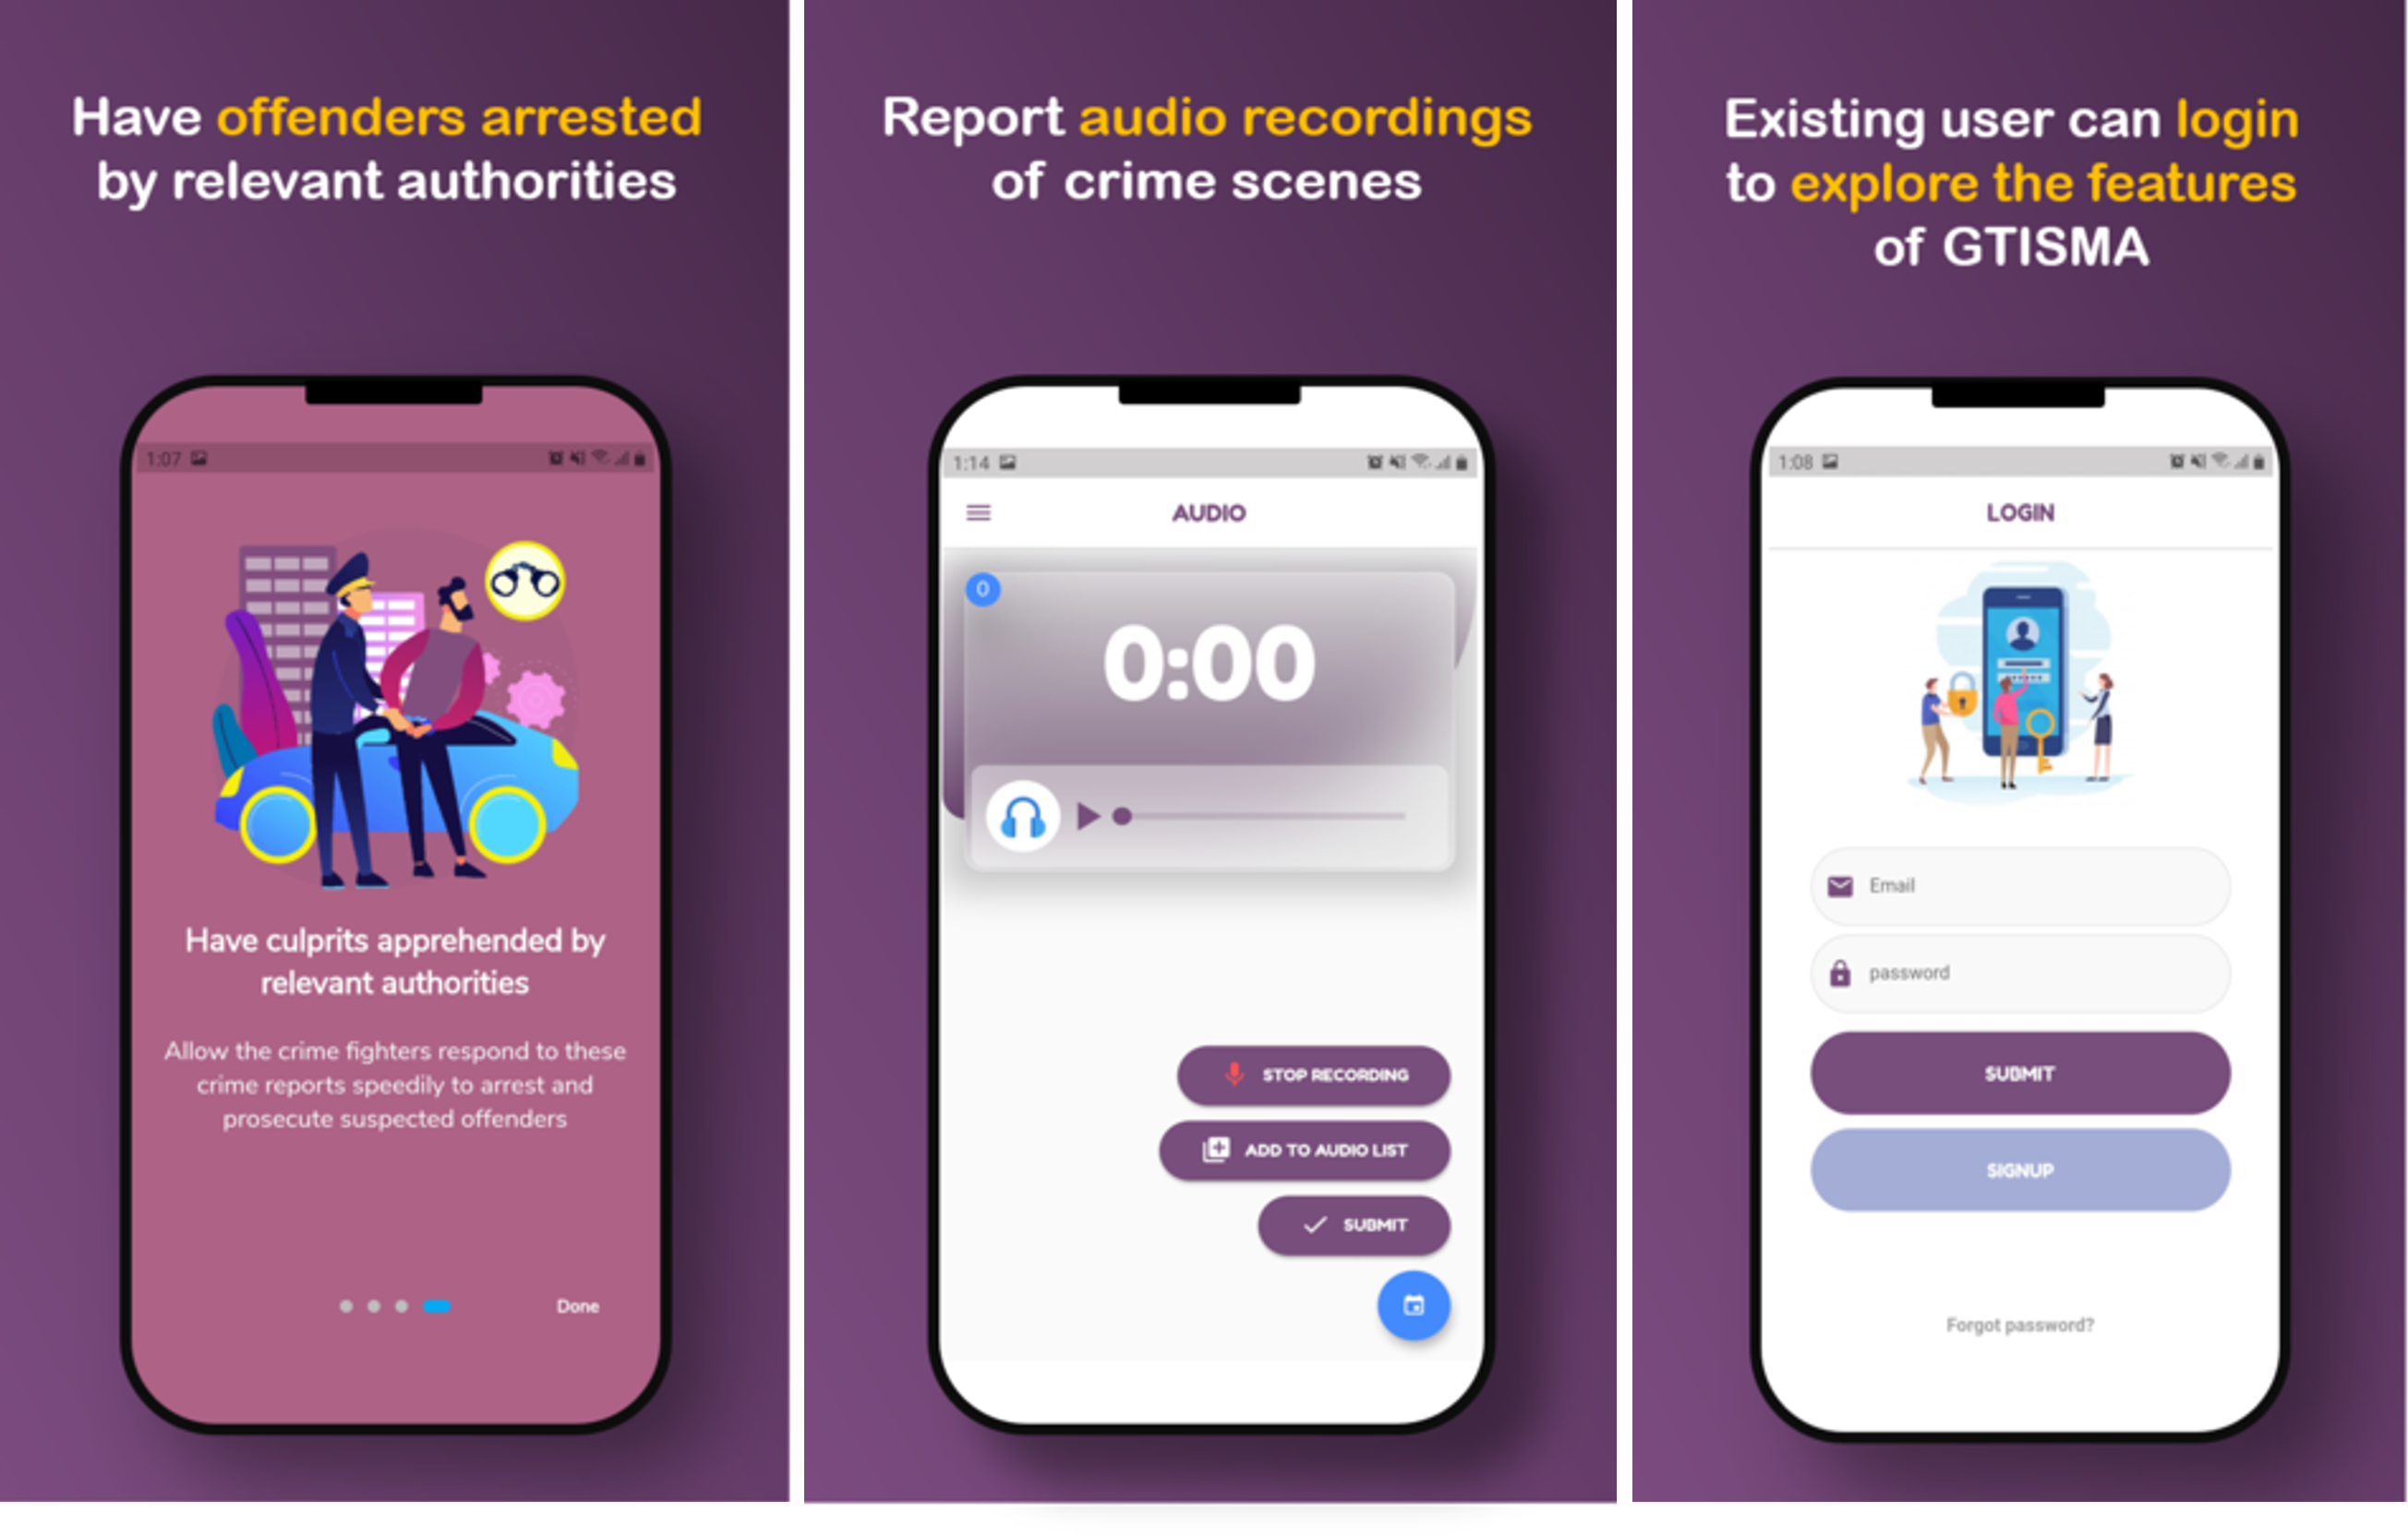 Have offenders arrested
by relevant authorities
1:07
Have culprits apprehended by
relevant authorities
Allow the crime fighters respond to these
crime reports speedily to arrest and
prosecute suspected offenders
Done
Report audio recordings
of crime scenes
1:14
AUDIO
0
0:00
STOP RECORDING
ADD TO AUDIO LIST
SUBMIT
Existing user can login
to explore the features
of GTISMA
1:08
LOGIN
Email
password
SUBMIT
SIGNUP
Forgot password?